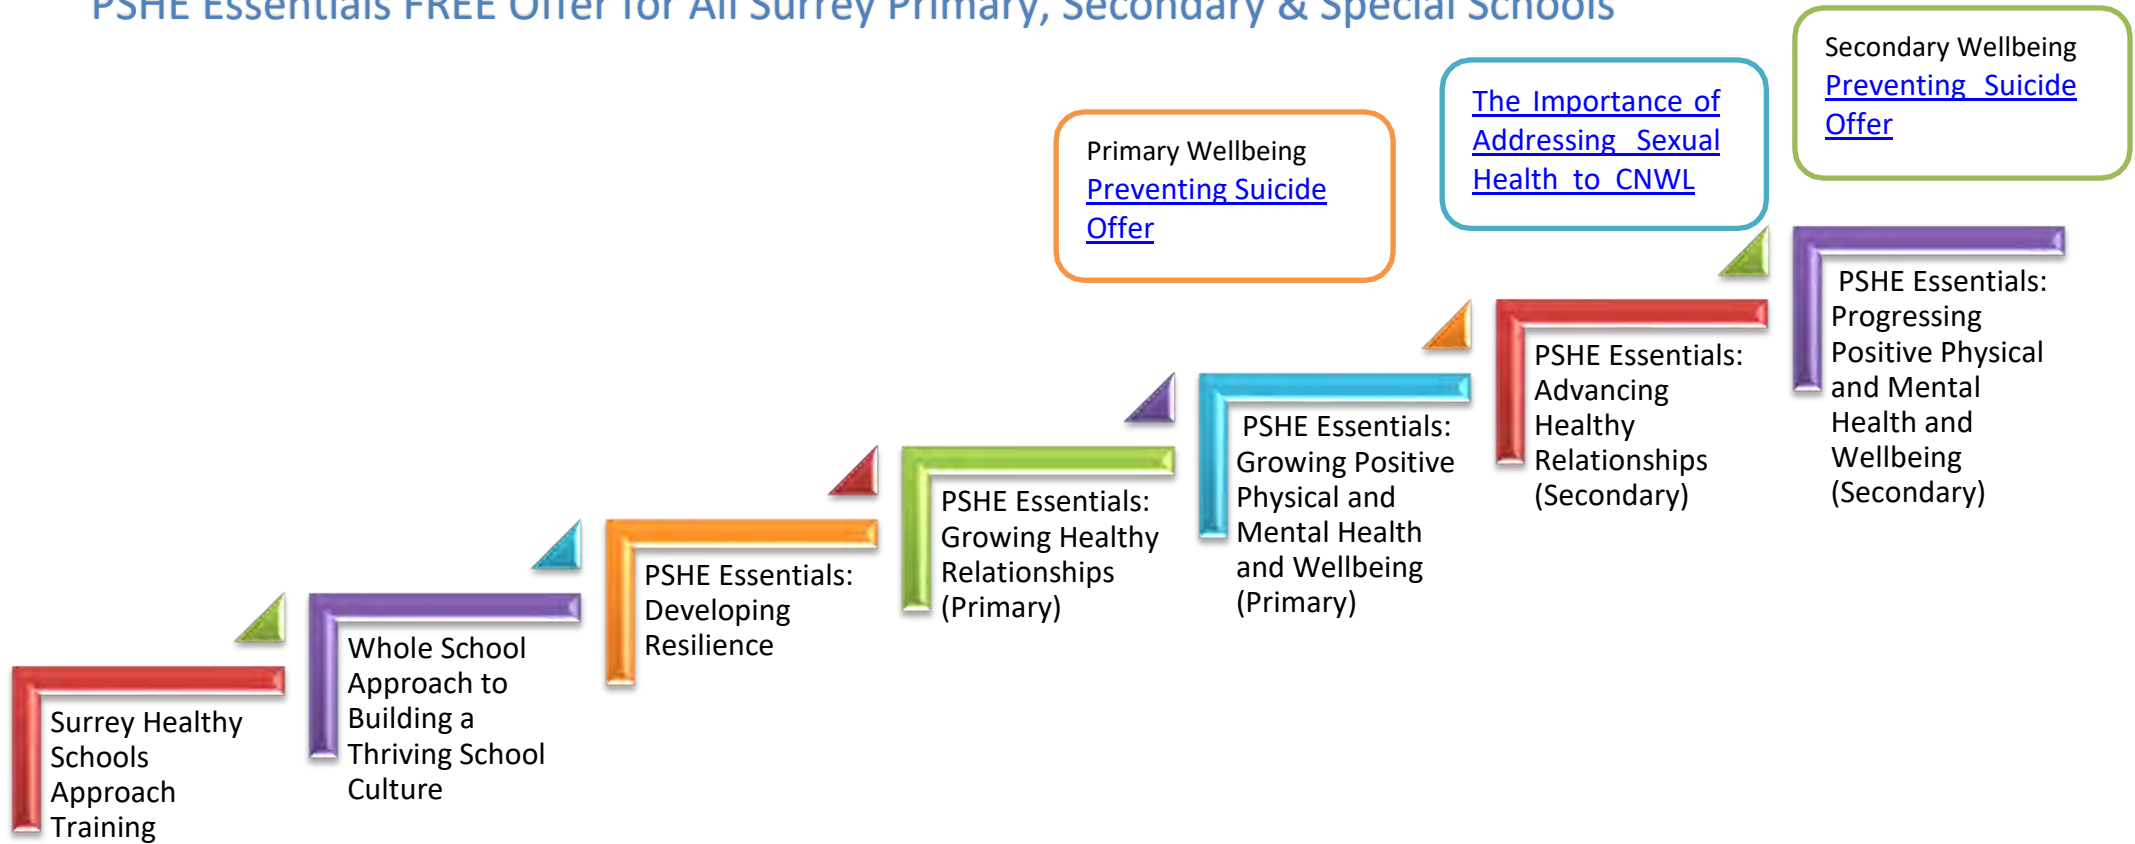 PSHE Essentials FREE Offer for All Surrey Primary, Secondary & Special Schools
Secondary Wellbeing
Preventing Suicide
Offer
The Importance of
Addressing Sexual
Health to CNWL
Primary Wellbeing
Preventing Suicide
Offer
Surrey Healthy
Schools
Approach
Training
Whole School
Approach to
Building a
Thriving School
Culture
PSHE Essentials:
Developing
Resilience
PSHE Essentials:
Growing Healthy
Relationships
(Primary)
PSHE Essentials:
Growing Positive
Physical and
Mental Health
and Wellbeing
(Primary)
PSHE Essentials:
Advancing
Healthy
Relationships
(Secondary)
PSHE Essentials:
Progressing
Positive Physical
and Mental
Health and
Wellbeing
(Secondary)